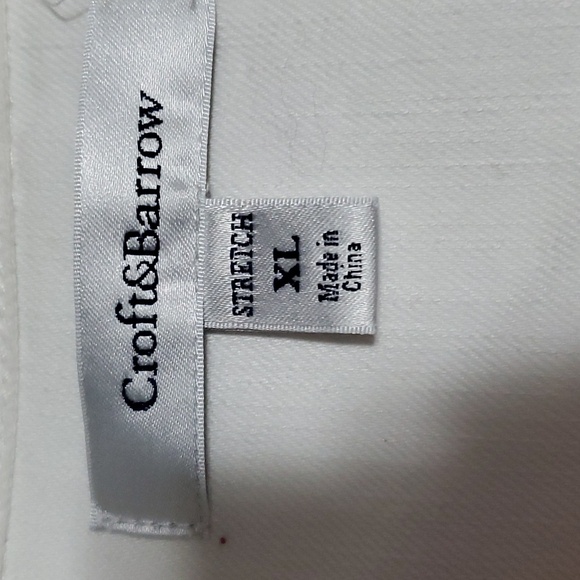 Croft&Barrow
STRETCH
XL
Made in
China